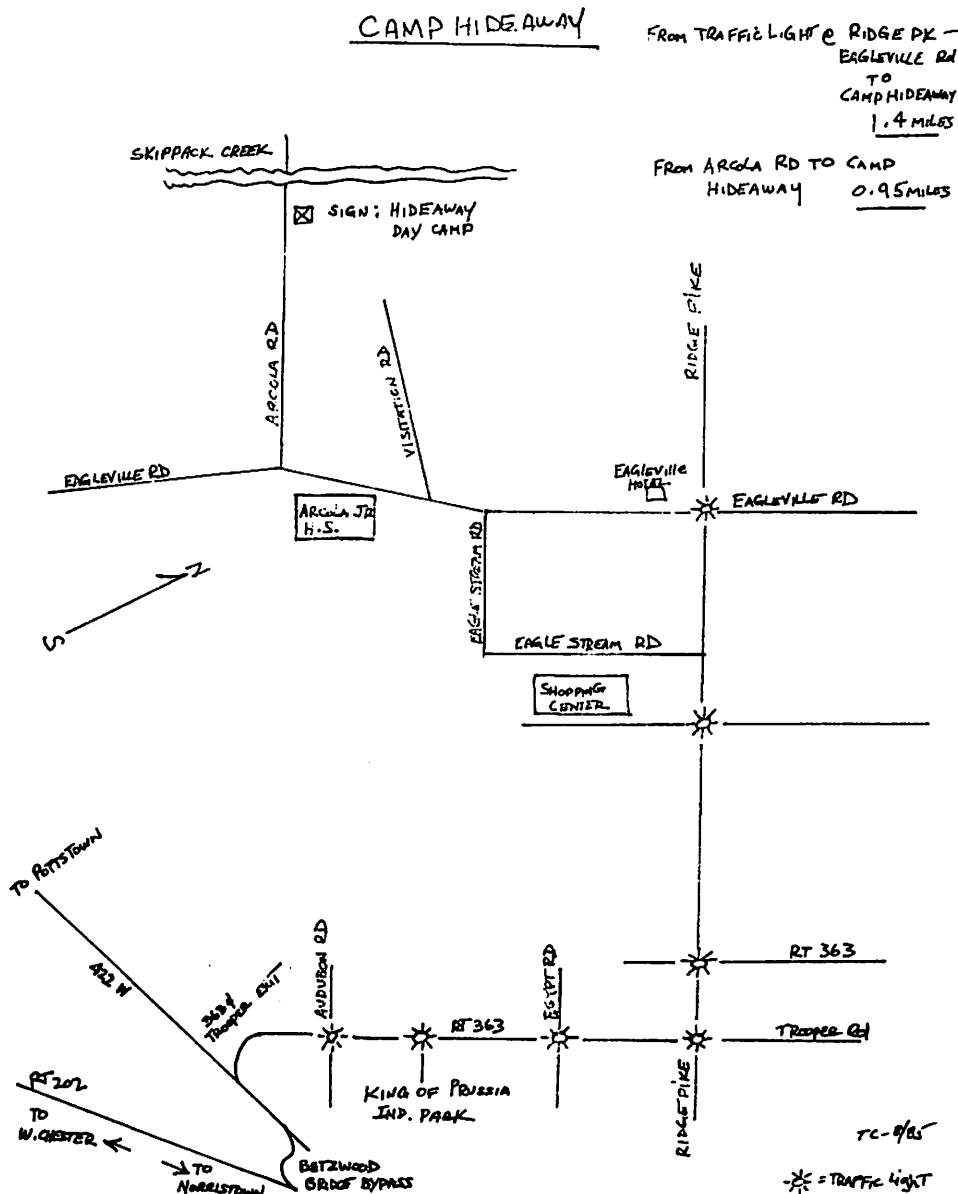 CAMP HIDEAWAY
FROM TRAFFIC LIGHT @ RIDGE PK -
EAGLEVILLE Rd
TO
CAMP HIDEAWAY
1.4 MILES
SKIPPACK CREEK
FROM ARCOLA RD TO CAMP
HIDEAWAY 0.95 MILES
SIGN: HIDEAWAY
DAY CAMP
RIDGE PIKE
ARCOLA RD
VISITATION RD
EAGLEVILLE RD
EAGLEVILLE
HOTEL
EAGLEVILLE RD
ARCOLA JR
H.S.
N
S
EAGLE STREAM RD
EAGLE STREAM RD
SHOPPING
CENTER
TO POTTSTOWN
422 W
363 &
TROOPER EXIT
AUDUBON RD
EGYPT RD
RT 363
RT 363
TROOPER Rd
KING OF PRUSSIA
IND. PARK
RIDGE PIKE
RT 202
TO
W. CHESTER
TO
NORRISTOWN
BETZWOOD
BRIDGE BYPASS
TC-8/85
= TRAFFIC LIGHT